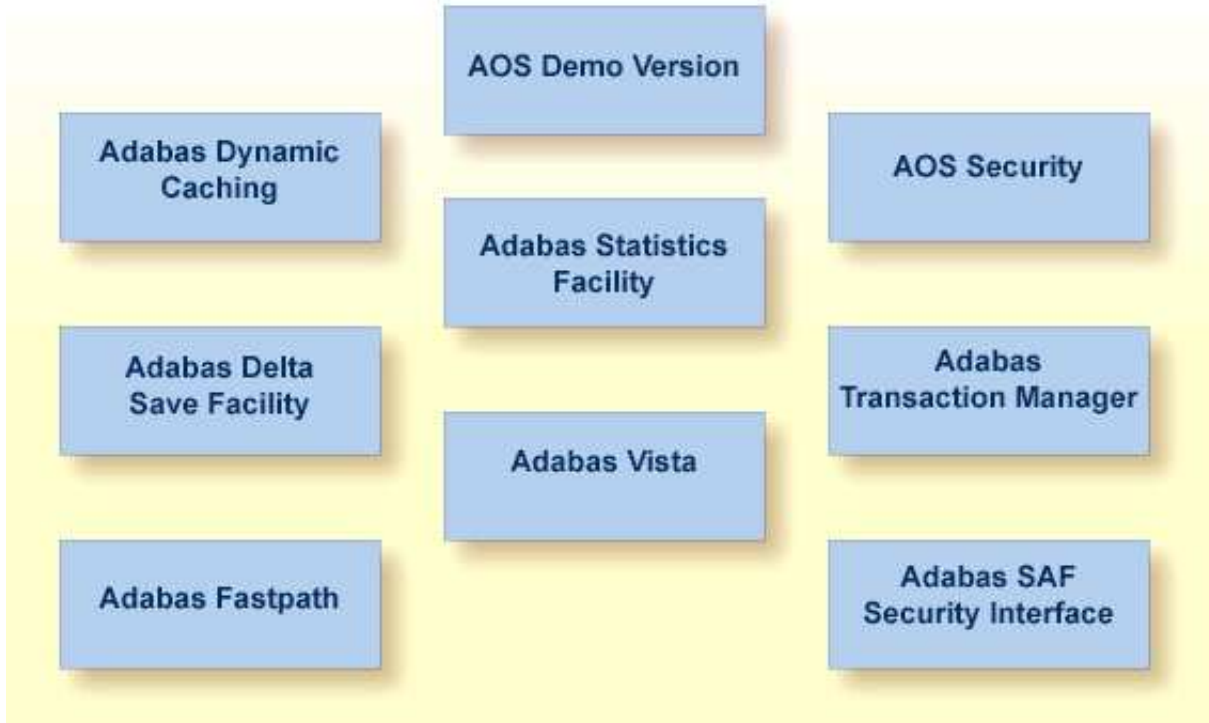 AOS Demo Version
Adabas Dynamic
Caching
AOS Security
Adabas Statistics
Facility
Adabas Delta
Save Facility
Adabas
Transaction Manager
Adabas Vista
Adabas Fastpath
Adabas SAF
Security Interface